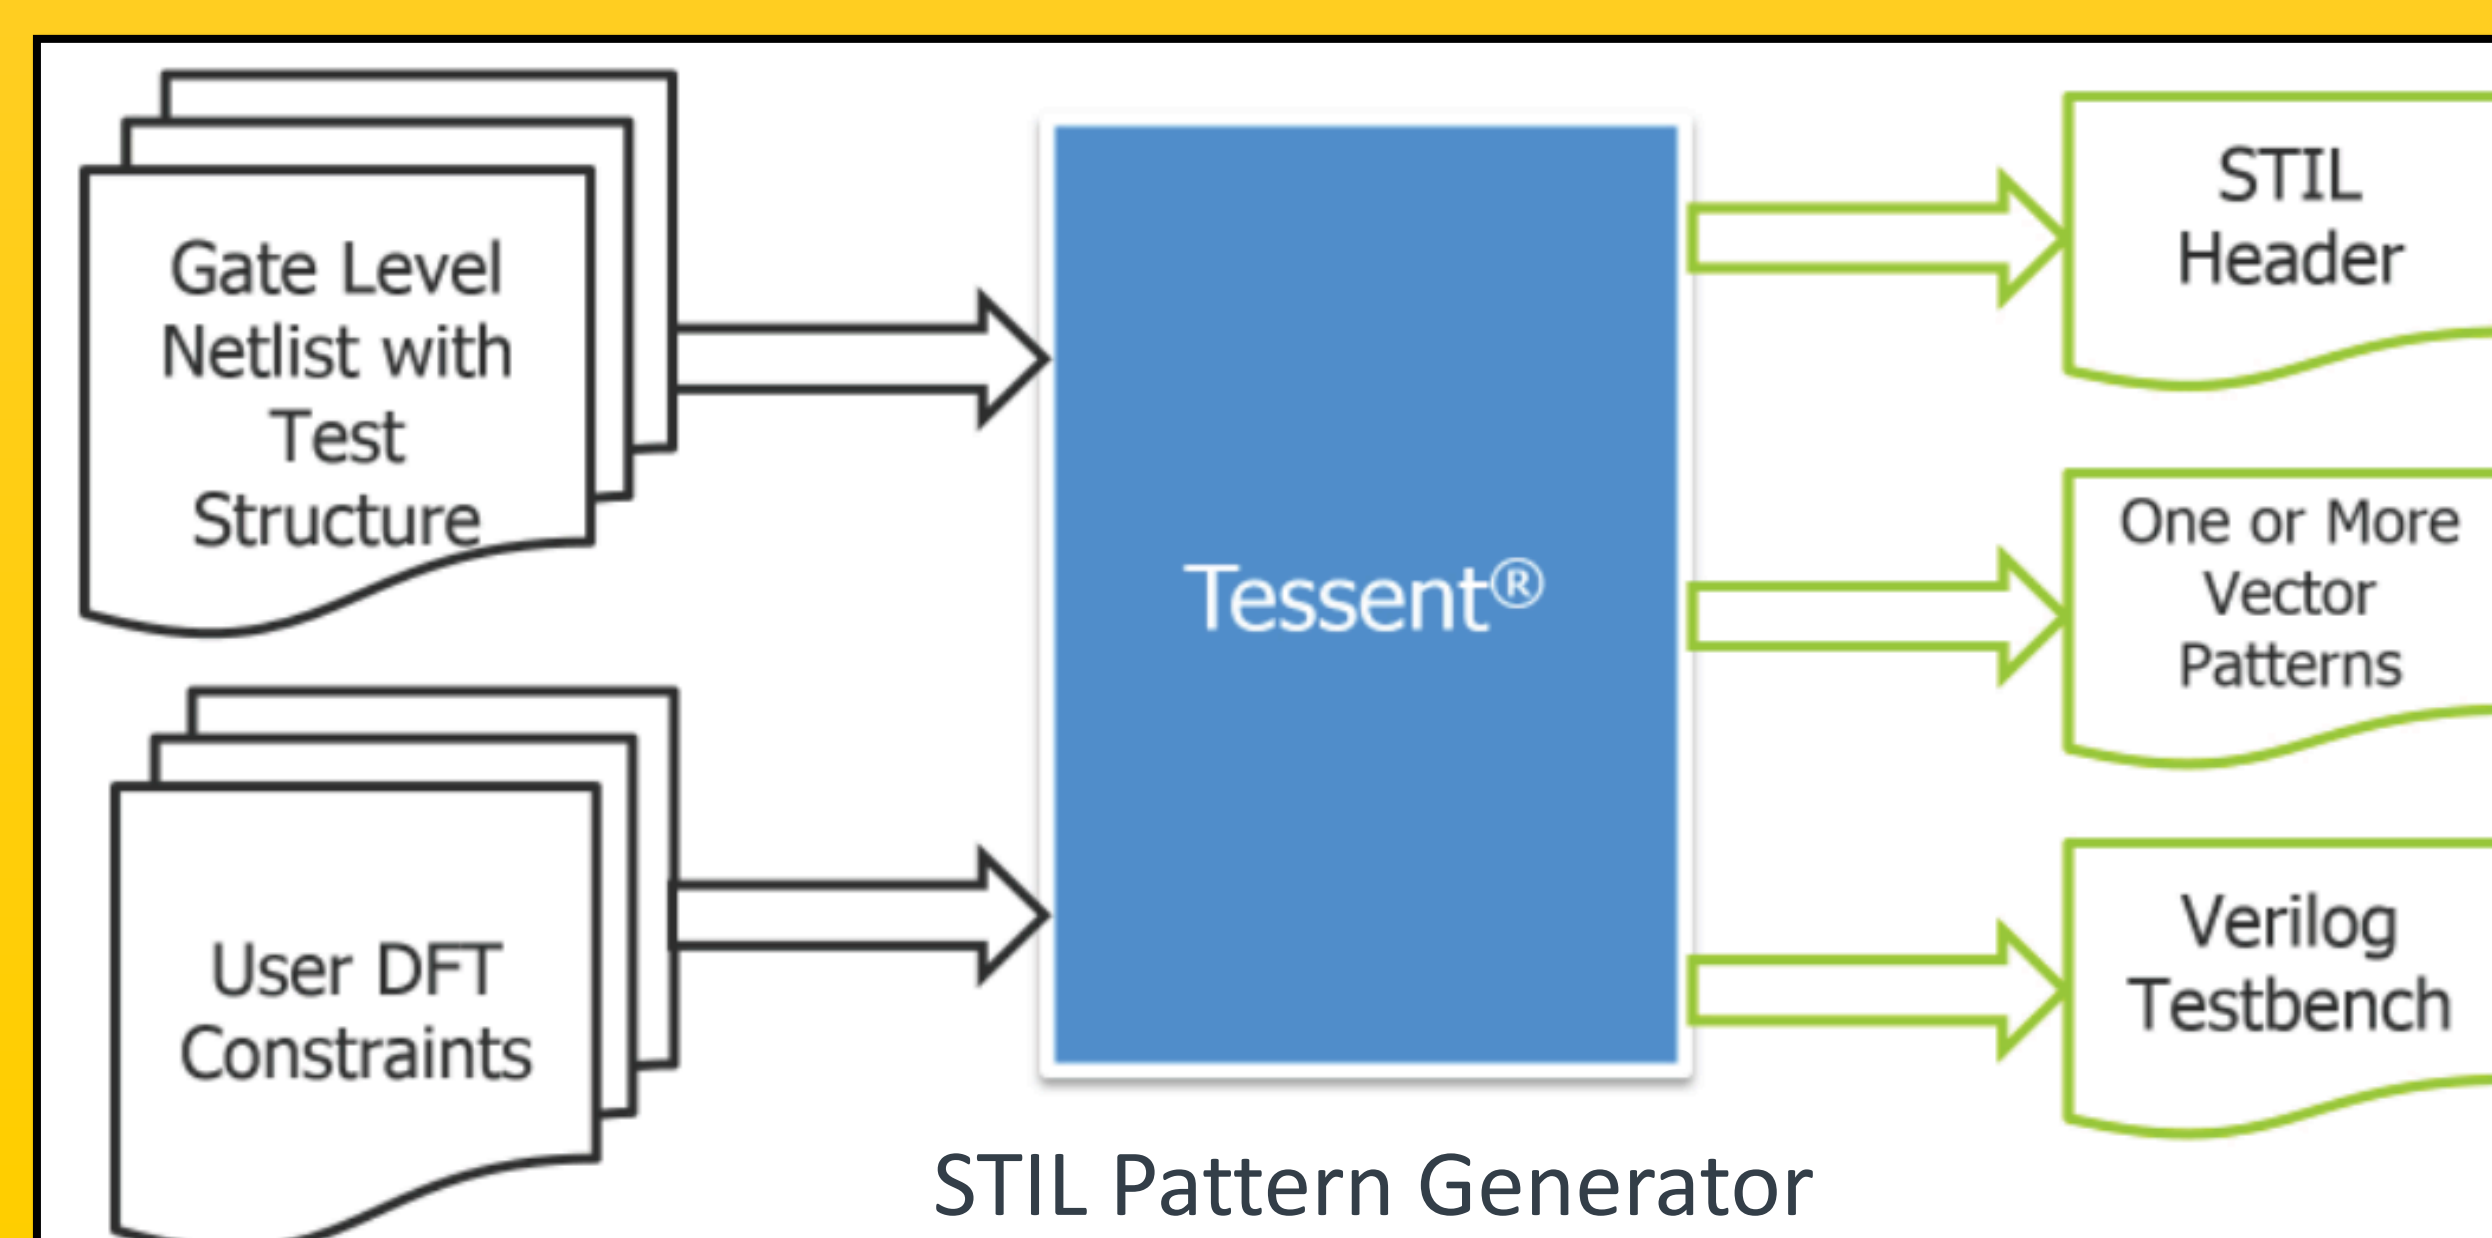 Gate Level
Netlist with
Test
Structure
User DFT
Constraints
Tessent®
STIL Pattern Generator
STIL
Header
One or More
Vector
Patterns
Verilog
Testbench